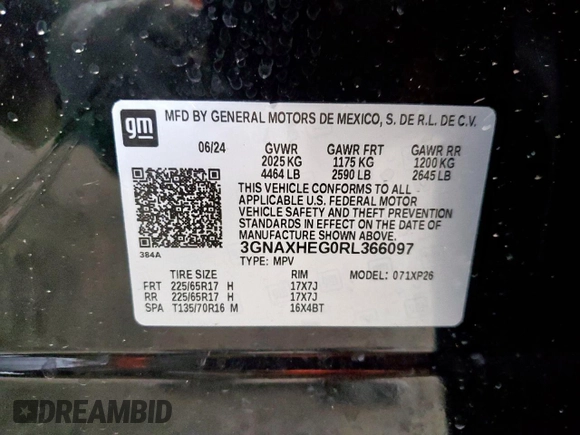 gm MFD BY GENERAL MOTORS DE MEXICO, S. DE R.L. DE C.V.
06/24 GVWR GAWR FRT GAWR RR
2025 KG 1175 KG 1200 KG
4464 LB 2590 LB 2645 LB
THIS VEHICLE CONFORMS TO ALL
APPLICABLE U.S. FEDERAL MOTOR
VEHICLE SAFETY AND THEFT PREVENTION
STANDARDS IN EFFECT ON THE DATE OF
MANUFACTURE SHOWN ABOVE.
384A 3GNAXHEG0RL366097
TYPE: MPV
TIRE SIZE RIM MODEL: 071XP26
FRT 225/65R17 H 17X7J
RR 225/65R17 H 17X7J
SPA T135/70R16 M 16X4BT
DREAMBID